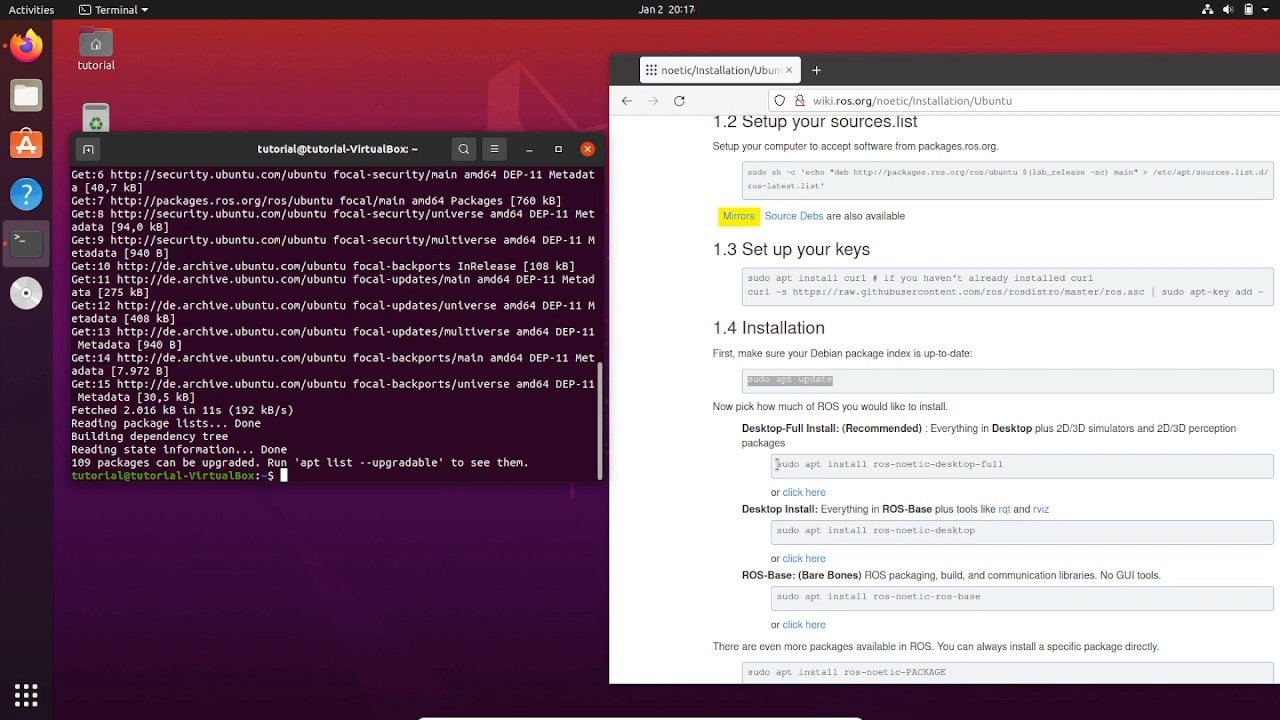 Activities
Terminal
Jan 2 20:17
tutorial
tutorial@tutorial-VirtualBox: ~
Get:6 http://security.ubuntu.com/ubuntu focal-security/main amd64 DEP-11 Metadat
a [40,7 kB]
Get:7 http://packages.ros.org/ros/ubuntu focal/main amd64 Packages [760 kB]
Get:8 http://security.ubuntu.com/ubuntu focal-security/universe amd64 DEP-11 Met
adata [94,0 kB]
Get:9 http://security.ubuntu.com/ubuntu focal-security/multiverse amd64 DEP-11 M
etadata [940 B]
Get:10 http://de.archive.ubuntu.com/ubuntu focal-backports InRelease [108 kB]
Get:11 http://de.archive.ubuntu.com/ubuntu focal-updates/main amd64 DEP-11 Metad
ata [275 kB]
Get:12 http://de.archive.ubuntu.com/ubuntu focal-updates/universe amd64 DEP-11 M
etadata [408 kB]
Get:13 http://de.archive.ubuntu.com/ubuntu focal-updates/multiverse amd64 DEP-11
Metadata [940 B]
Get:14 http://de.archive.ubuntu.com/ubuntu focal-backports/main amd64 DEP-11 Met
adata [7.972 B]
Get:15 http://de.archive.ubuntu.com/ubuntu focal-backports/universe amd64 DEP-11
Metadata [30,5 kB]
Fetched 2.016 kB in 11s (192 kB/s)
Reading package lists... Done
Building dependency tree
Reading state information... Done
109 packages can be upgraded. Run 'apt list --upgradable' to see them.
tutorial@tutorial-VirtualBox:~$
noetic/Installation/Ubun
wiki.ros.org/noetic/Installation/Ubuntu
1.2 Setup your sources.list
Setup your computer to accept software from packages.ros.org.
sudo sh -c 'echo "deb http://packages.ros.org/ros/ubuntu $(lsb_release -sc) main" > /etc/apt/sources.list.d/
ros-latest.list'
Mirrors Source Debs are also available
1.3 Set up your keys
sudo apt install curl # if you haven't already installed curl
curl -s https://raw.githubusercontent.com/ros/rosdistro/master/ros.asc | sudo apt-key add -
1.4 Installation
First, make sure your Debian package index is up-to-date:
sudo apt update
Now pick how much of ROS you would like to install.
Desktop-Full Install: (Recommended) : Everything in Desktop plus 2D/3D simulators and 2D/3D perception
packages
sudo apt install ros-noetic-desktop-full
or click here
Desktop Install: Everything in ROS-Base plus tools like rqt and rviz
sudo apt install ros-noetic-desktop
or click here
ROS-Base: (Bare Bones) ROS packaging, build, and communication libraries. No GUI tools.
sudo apt install ros-noetic-ros-base
or click here
There are even more packages available in ROS. You can always install a specific package directly.
sudo apt install ros-noetic-PACKAGE